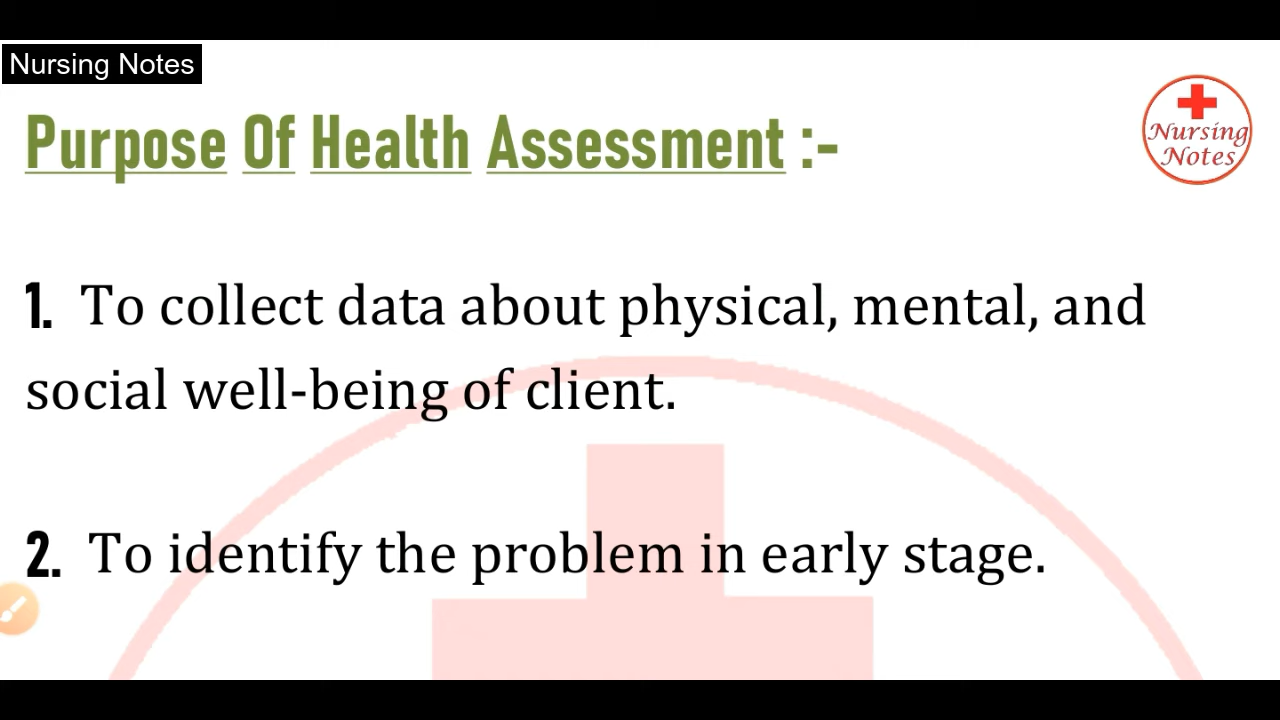 Nursing Notes
Purpose Of Health Assessment :-
Nursing
Notes
1. To collect data about physical, mental, and
social well-being of client.
2. To identify the problem in early stage.